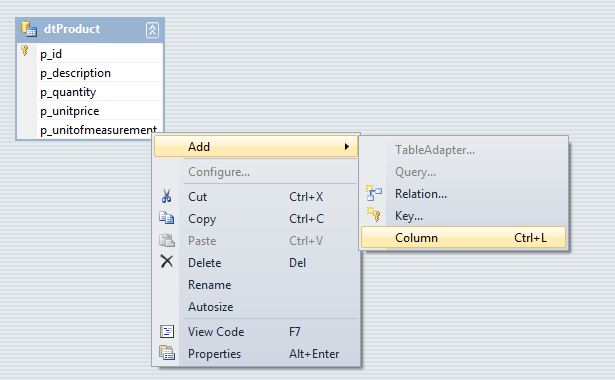 dtProduct
p_id
p_description
p_quantity
p_unitprice
p_unitofmeasurement
Add
Configure...
Cut Ctrl+X
Copy Ctrl+C
Paste Ctrl+V
Delete Del
Rename
Autosize
View Code F7
Properties Alt+Enter
TableAdapter...
Query...
Relation...
Key...
Column Ctrl+L